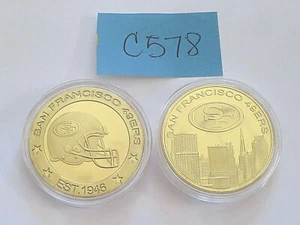 C578
SAN FRANCISCO 49ERS
EST. 1946
SAN FRANCISCO 49ERS